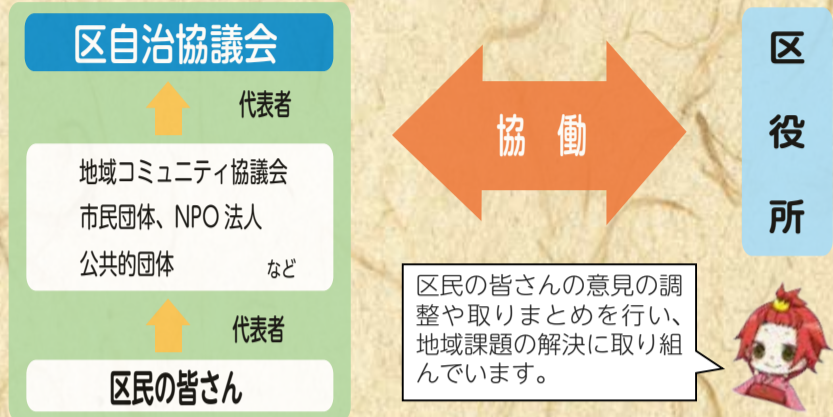 区自治協議会
代表者
地域コミュニティ協議会
市民団体、NPO法人
公共的団体 など
代表者
区民の皆さん
協 働
区役所
区民の皆さんの意見の調
整や取りまとめを行い、
地域課題の解決に取り組
んでいます。